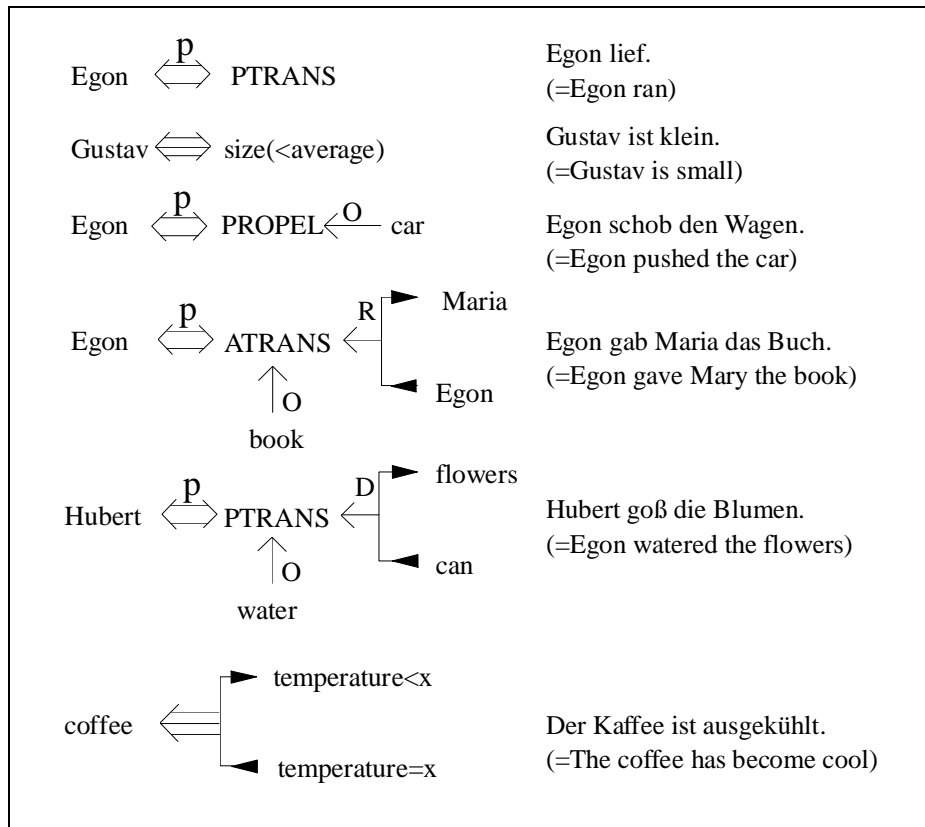 p
Egon PTRANS
Egon lief.
(=Egon ran)
Gustav size(<average)
Gustav ist klein.
(=Gustav is small)
p
Egon PROPEL O car
Egon schob den Wagen.
(=Egon pushed the car)
p
Egon ATRANS R Maria
Egon
O
book
Egon gab Maria das Buch.
(=Egon gave Mary the book)
p
Hubert PTRANS D flowers
can
O
water
Hubert goß die Blumen.
(=Egon watered the flowers)
coffee temperature<x
temperature=x
Der Kaffee ist ausgekühlt.
(=The coffee has become cool)